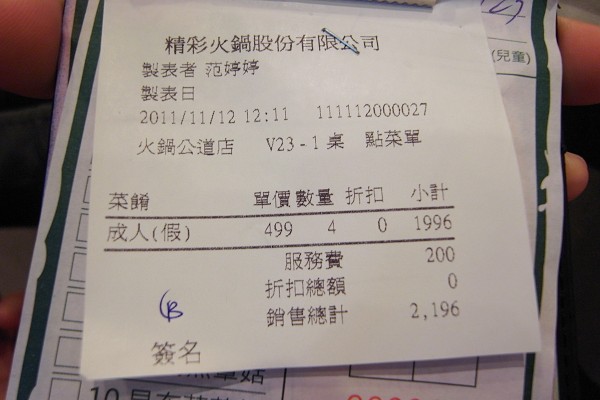 精彩火鍋股份有限公司
製表者 范婷婷
製表日
2011/11/12 12:11 111112000027
火鍋公道店 V23-1桌 點菜單
菜餚 單價 數量 折扣 小計
成人(假) 499 4 0 1996
服務費 200
折扣總額 0
銷售總計 2,196
簽名
(兒童)